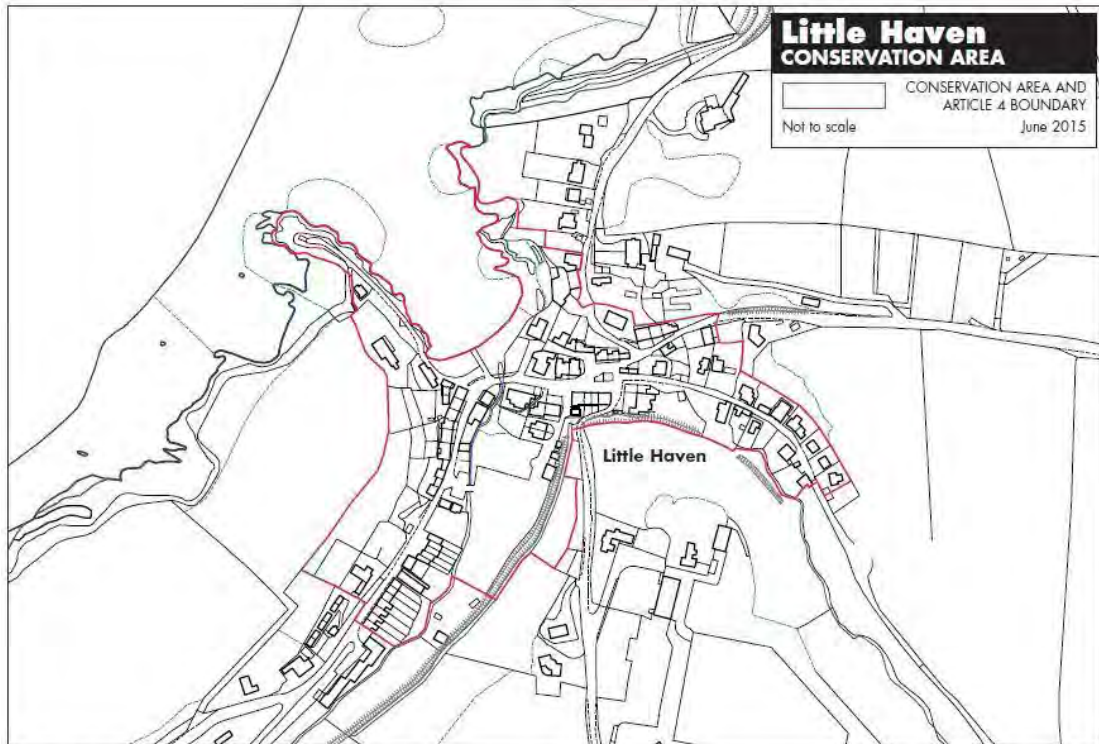 Little Haven
CONSERVATION AREA
CONSERVATION AREA AND
ARTICLE 4 BOUNDARY
Not to scale
June 2015
Little Haven